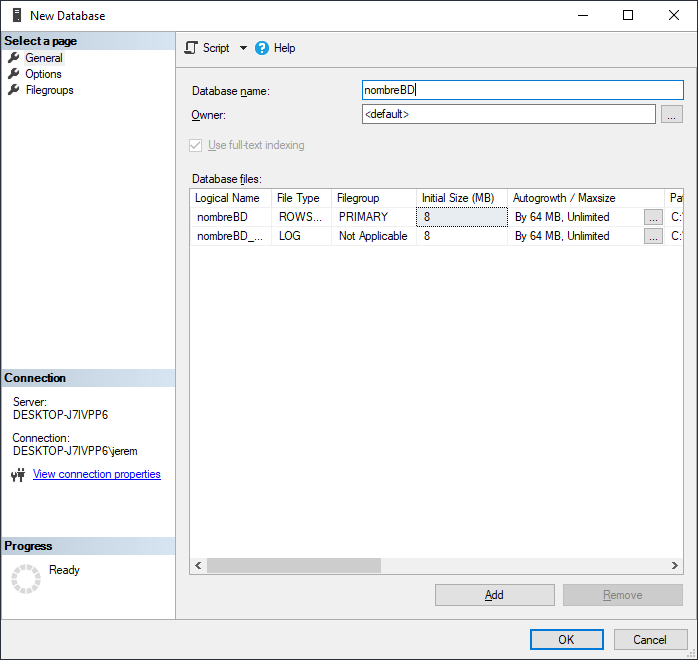 New Database
Select a page
General
Options
Filegroups
Script
Help
Database name:
nombreBD
Owner:
<default>
...
Use full-text indexing
Database files:
Logical Name File Type Filegroup Initial Size (MB) Autogrowth / Maxsize Pat
nombreBD ROWS... PRIMARY 8 By 64 MB, Unlimited ... C:\
nombreBD_... LOG Not Applicable 8 By 64 MB, Unlimited ... C:\
Connection
Server:
DESKTOP-J7IVPP6
Connection:
DESKTOP-J7IVPP6\jerem
View connection properties
Progress
Ready
Add
Remove
OK
Cancel